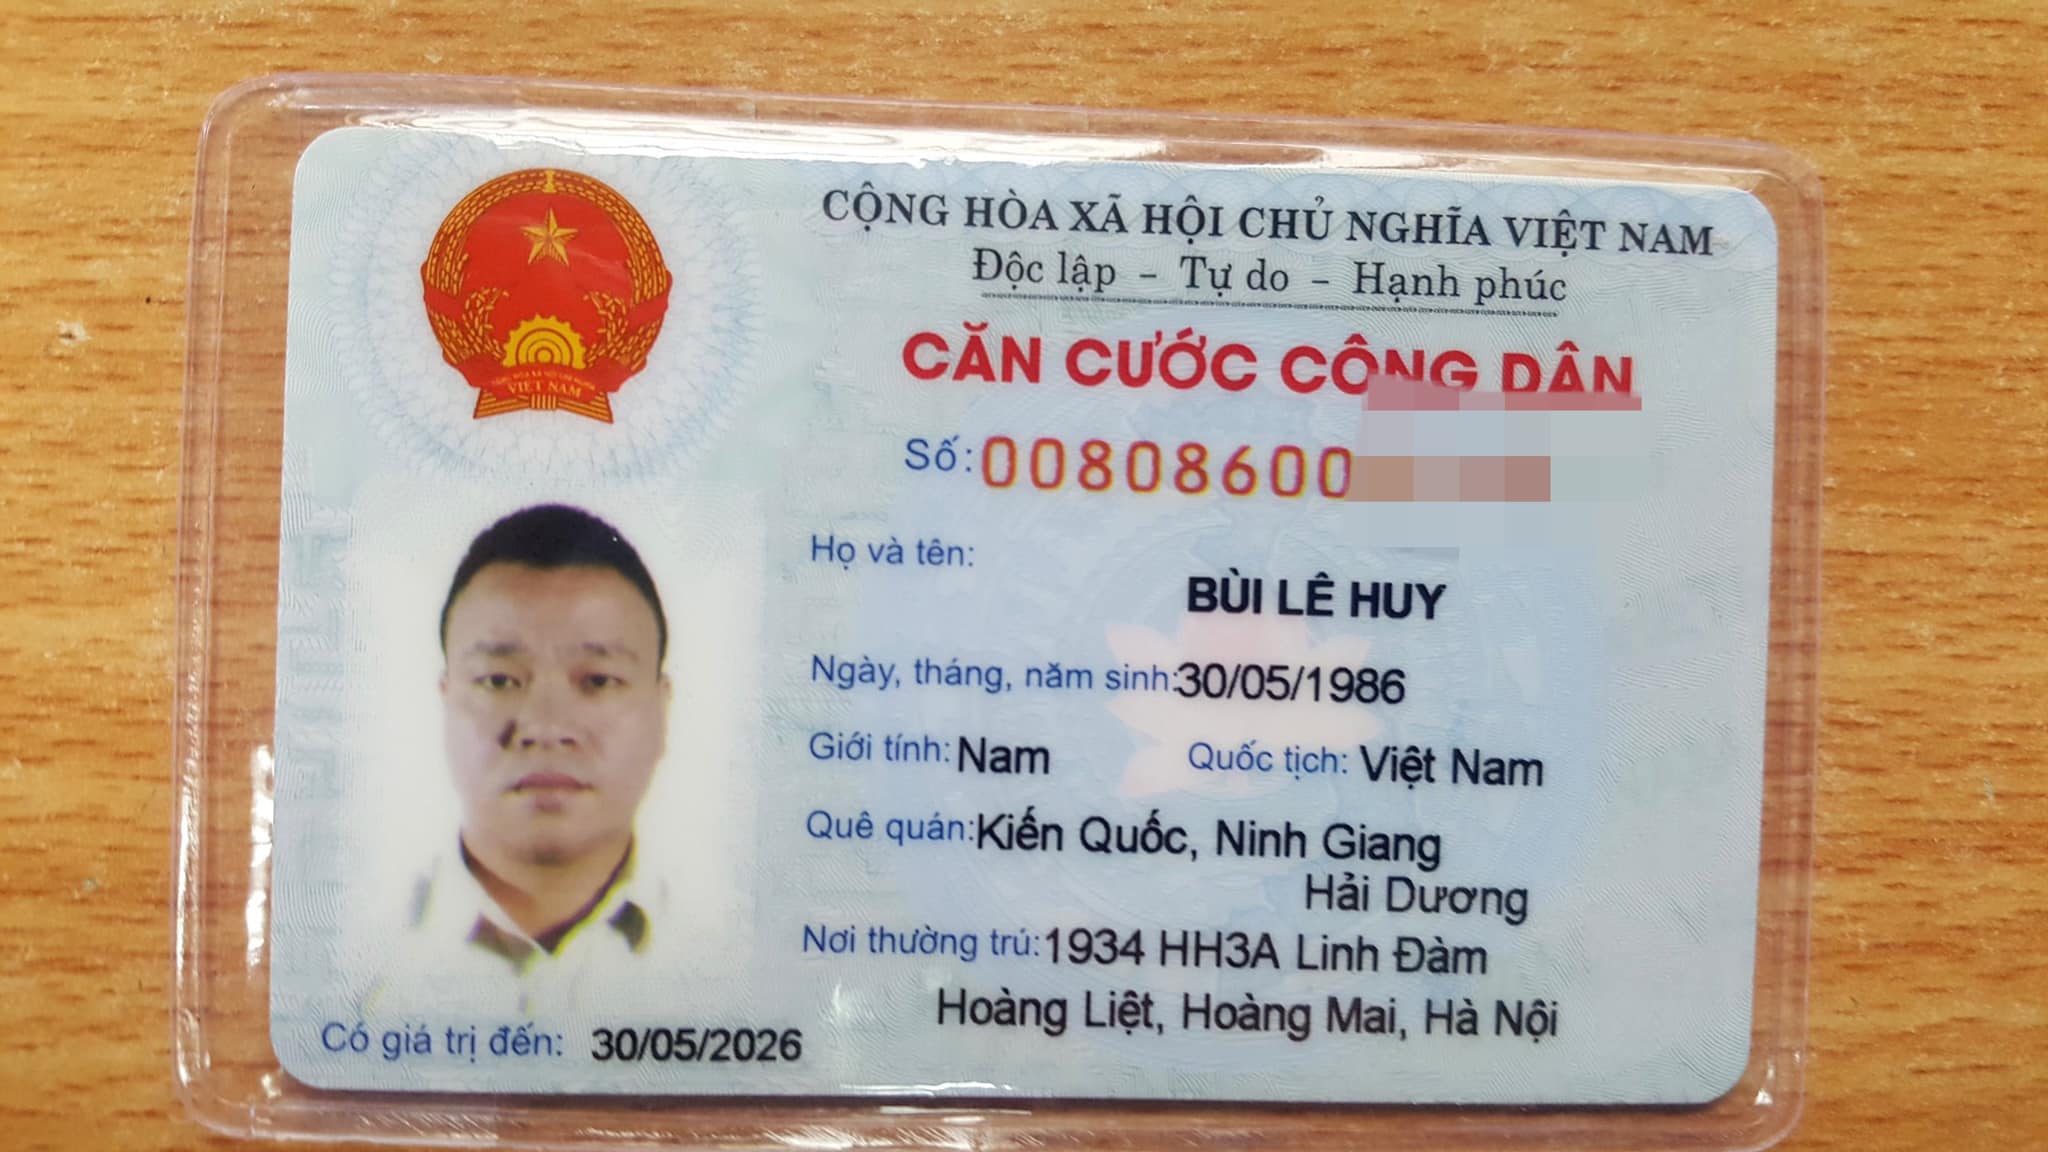 CỘNG HÒA XÃ HỘI CHỦ NGHĨA VIỆT NAM
Độc lập - Tự do - Hạnh phúc
CĂN CƯỚC CÔNG DÂN
Số: 00808600
Họ và tên:
BÙI LÊ HUY
Ngày, tháng, năm sinh: 30/05/1986
Giới tính: Nam Quốc tịch: Việt Nam
Quê quán: Kiến Quốc, Ninh Giang
Hải Dương
Nơi thường trú: 1934 HH3A Linh Đàm
Hoàng Liệt, Hoàng Mai, Hà Nội
Có giá trị đến: 30/05/2026
VIỆT NAM